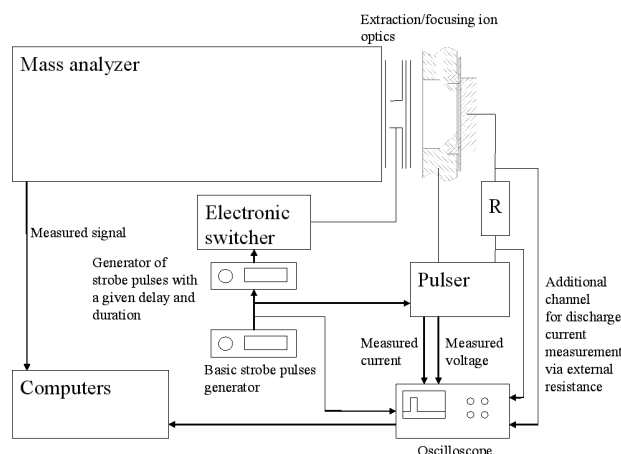 Extraction/focusing ion
optics
Mass analyzer
Electronic
switcher
R
Measured signal
Generator of
strobe pulses with
a given delay and
duration
Pulser
Additional
channel
for discharge
current
measurement
via external
resistance
Measured
current
Measured
voltage
Basic strobe pulses
generator
Computers
Oscilloscope